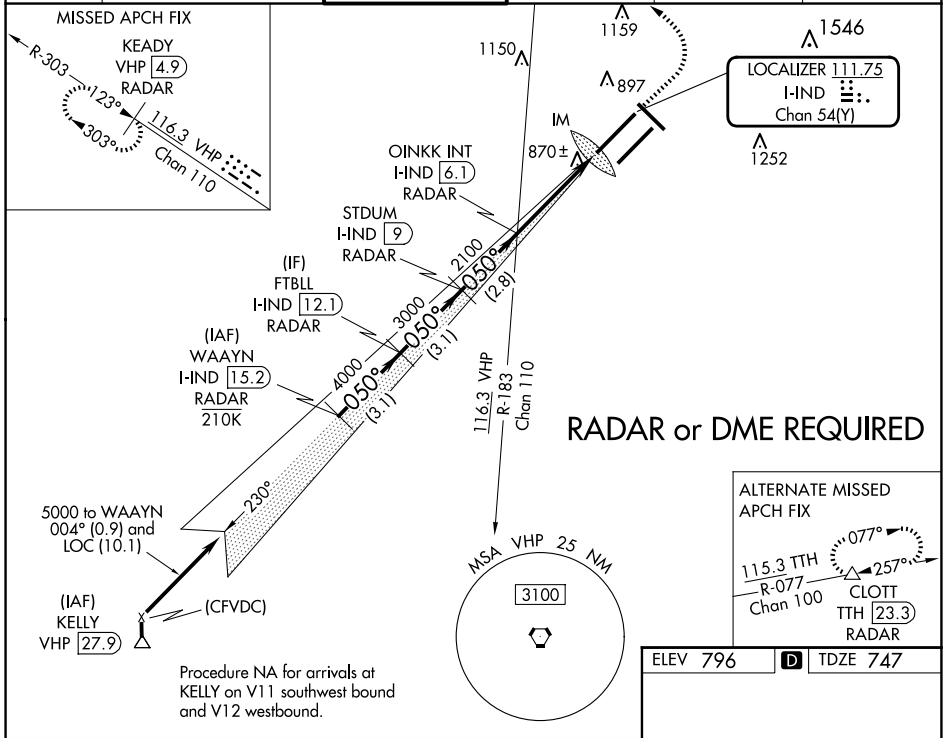 MISSED APCH FIX
KEADY
VHP 4.9
RADAR
R-303
123°
303°
116.3 VHP
Chan 110
1159
1150
1546
897
LOCALIZER 111.75
I-IND
Chan 54(Y)
1252
IM
870±
OINKK INT
I-IND 6.1
RADAR
STDUM
I-IND 9
RADAR
2100
050°
(2.8)
(IF)
FTBLL
I-IND 12.1
RADAR
3000
050°
(3.1)
(IAF)
WAAYN
I-IND 15.2
RADAR
210K
4000
050°
(3.1)
116.3 VHP
R-183
Chan 110
RADAR or DME REQUIRED
230°
5000 to WAAYN
004° (0.9) and
LOC (10.1)
(IAF)
KELLY
VHP 27.9
(CFVDC)
MSA VHP 25 NM
3100
ALTERNATE MISSED
APCH FIX
077°
257°
115.3 TTH
R-077
Chan 100
CLOTT
TTH 23.3
RADAR
Procedure NA for arrivals at
KELLY on V11 southwest bound
and V12 westbound.
ELEV 796 D TDZE 747